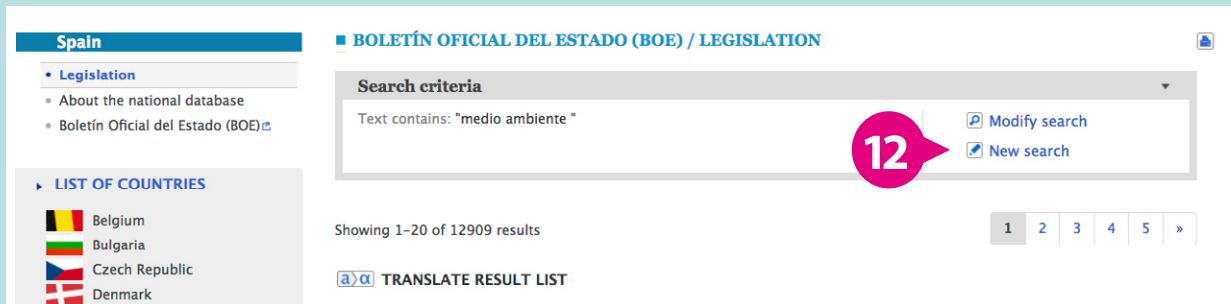 Spain
Legislation
About the national database
Boletín Oficial del Estado (BOE)
LIST OF COUNTRIES
Belgium
Bulgaria
Czech Republic
Denmark
BOLETÍN OFICIAL DEL ESTADO (BOE) / LEGISLATION
Search criteria
Text contains: "medio ambiente "
Modify search
12
New search
Showing 1-20 of 12909 results
1 2 3 4 5 »
a)α TRANSLATE RESULT LIST